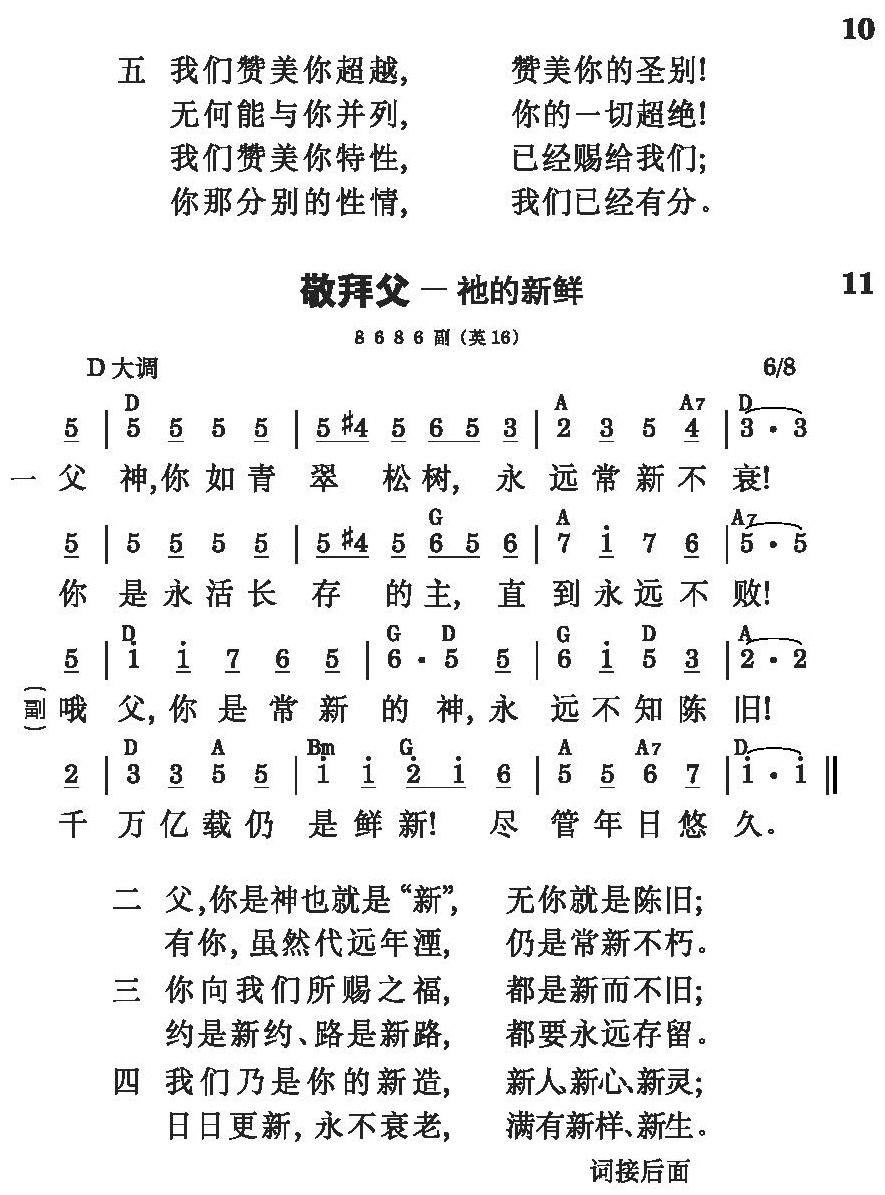 10
五 我们赞美你超越, 赞美你的圣别!
无何能与你并列, 你的一切超绝!
我们赞美你特性, 已经赐给我们;
你那分别的性情, 我们已经有分。
敬拜父－祂的新鲜 11
8 6 8 6 副（英16）
D大调 6/8
D A A7 D
5 | 5 5 5 5 | 5 #4 5 6 5 3 | 2 3 5 4 | 3 · 3
一 父 神,你 如 青 翠 松 树, 永 远 常 新 不 衰!
G A A7
5 | 5 5 5 5 | 5 #4 5 6 5 6 | 7 i 7 6 | 5 · 5
你 是 永 活 长 存 的 主, 直 到 永 远 不 败!
D G D G D A
5 | i i 7 6 5 | 6 · 5 5 | 6 i 5 3 | 2 · 2
(副) 哦 父, 你 是 常 新 的 神, 永 远 不 知 陈 旧!
D A Bm G A A7 D
2 | 3 3 5 5 | i i 2̇ i 6 | 5 5 6 7 | i · i ‖
千 万 亿 载 仍 是 鲜 新! 尽 管 年 日 悠 久。
二 父,你是神也就是“新”, 无你就是陈旧;
有你, 虽然代远年湮, 仍是常新不朽。
三 你向我们所赐之福, 都是新而不旧;
约是新约、路是新路, 都要永远存留。
四 我们乃是你的新造, 新人、新心、新灵;
日日更新, 永不衰老, 满有新样、新生。
词接后面